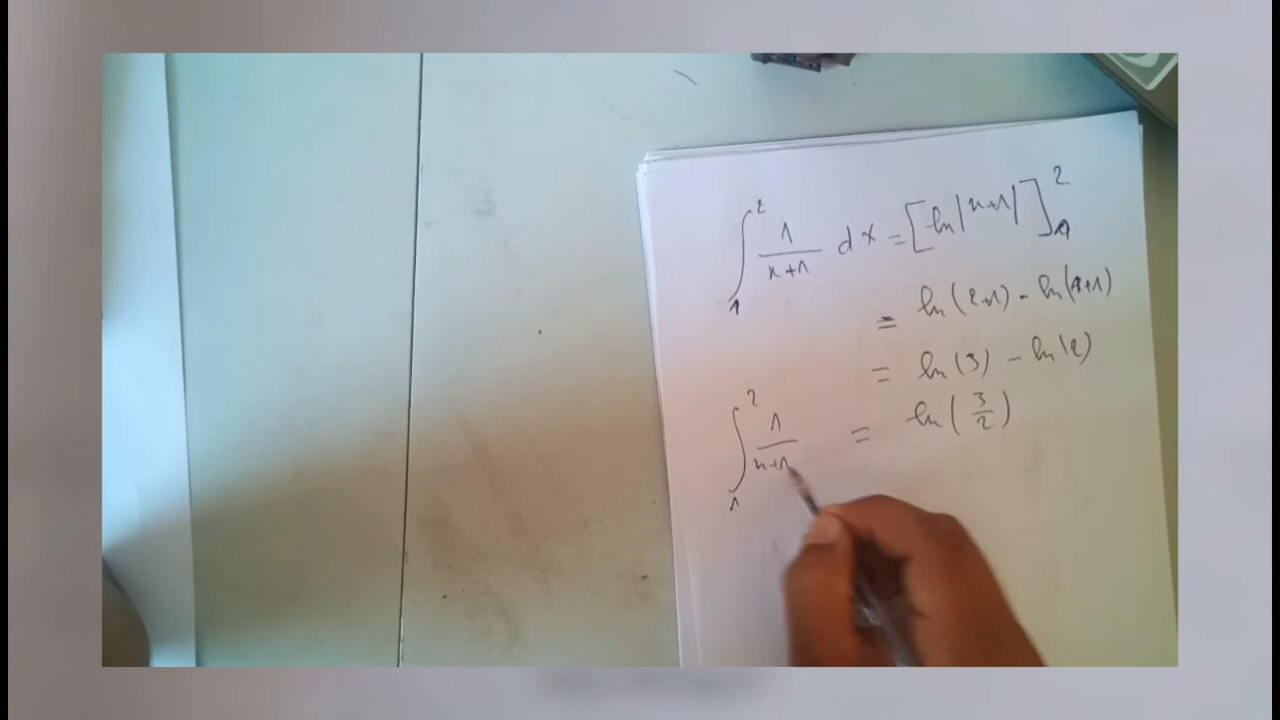 ∫₁² 1/(x+1) dx = [ln|x+1|]₁²
= ln(2+1) - ln(1+1)
= ln(3) - ln(2)
∫₁² 1/(x+1) = ln(3/2)